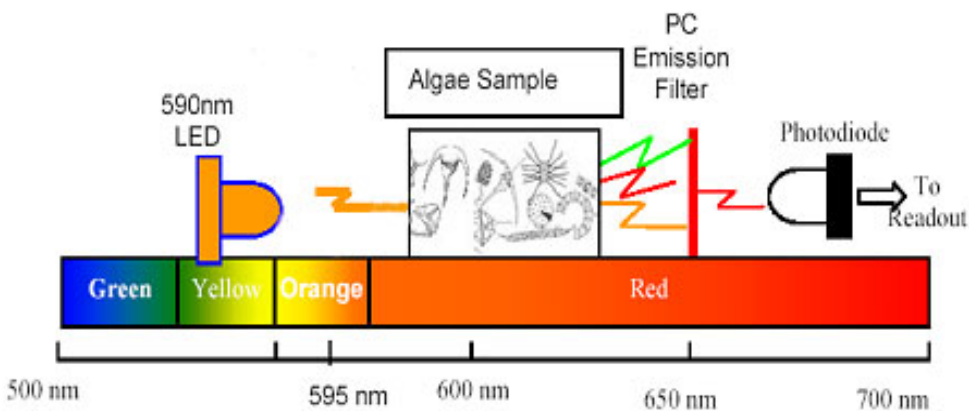 PC
Emission
Filter
Algae Sample
590nm
LED
Photodiode
To
Readout
Green
Yellow
Orange
Red
500 nm
595 nm
600 nm
650 nm
700 nm